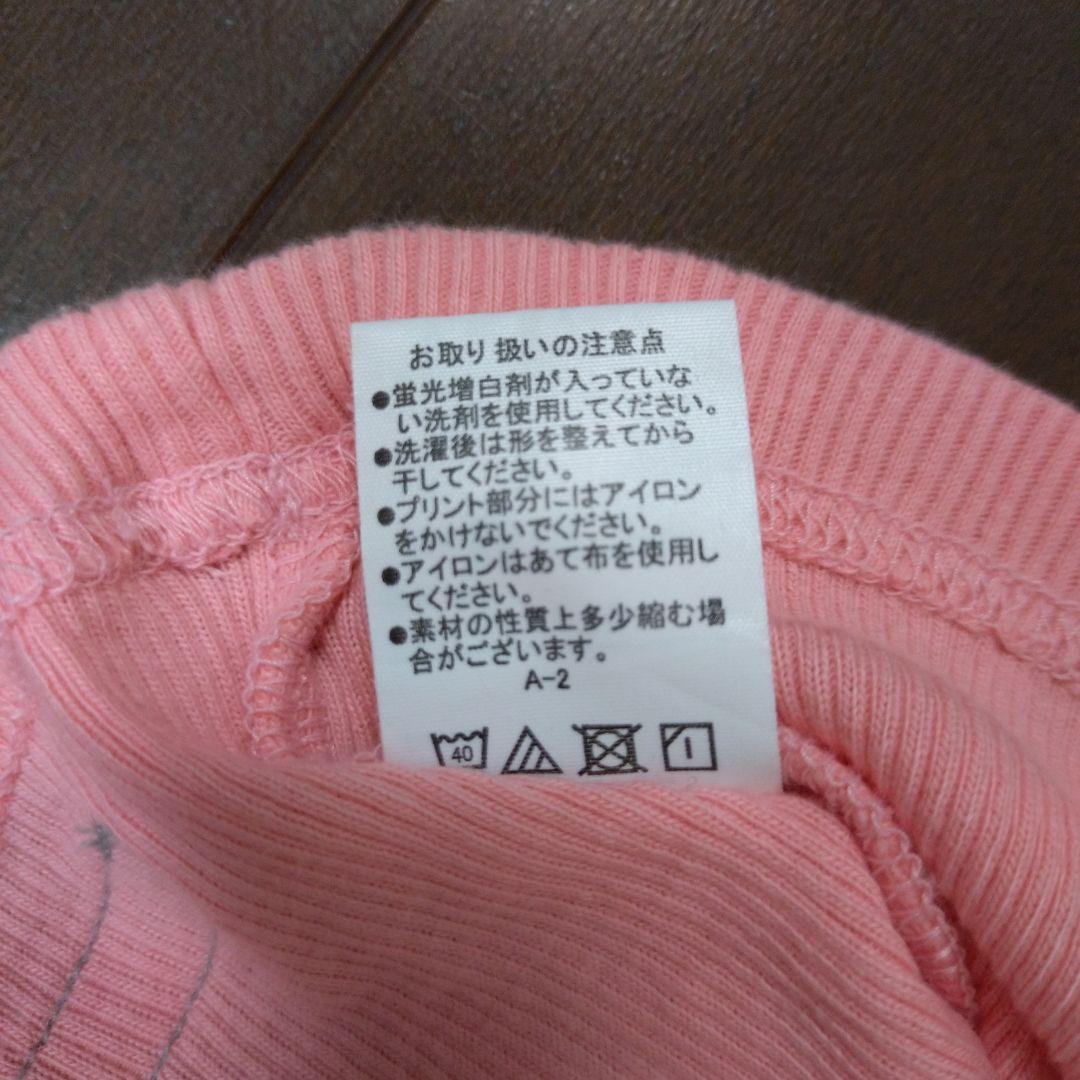 お取り扱いの注意点
●蛍光増白剤が入っていな
い洗剤を使用してください。
●洗濯後は形を整えてから
干してください。
●プリント部分にはアイロン
をかけないでください。
●アイロンはあて布を使用し
てください。
●素材の性質上多少縮む場
合がございます。
A-2
40